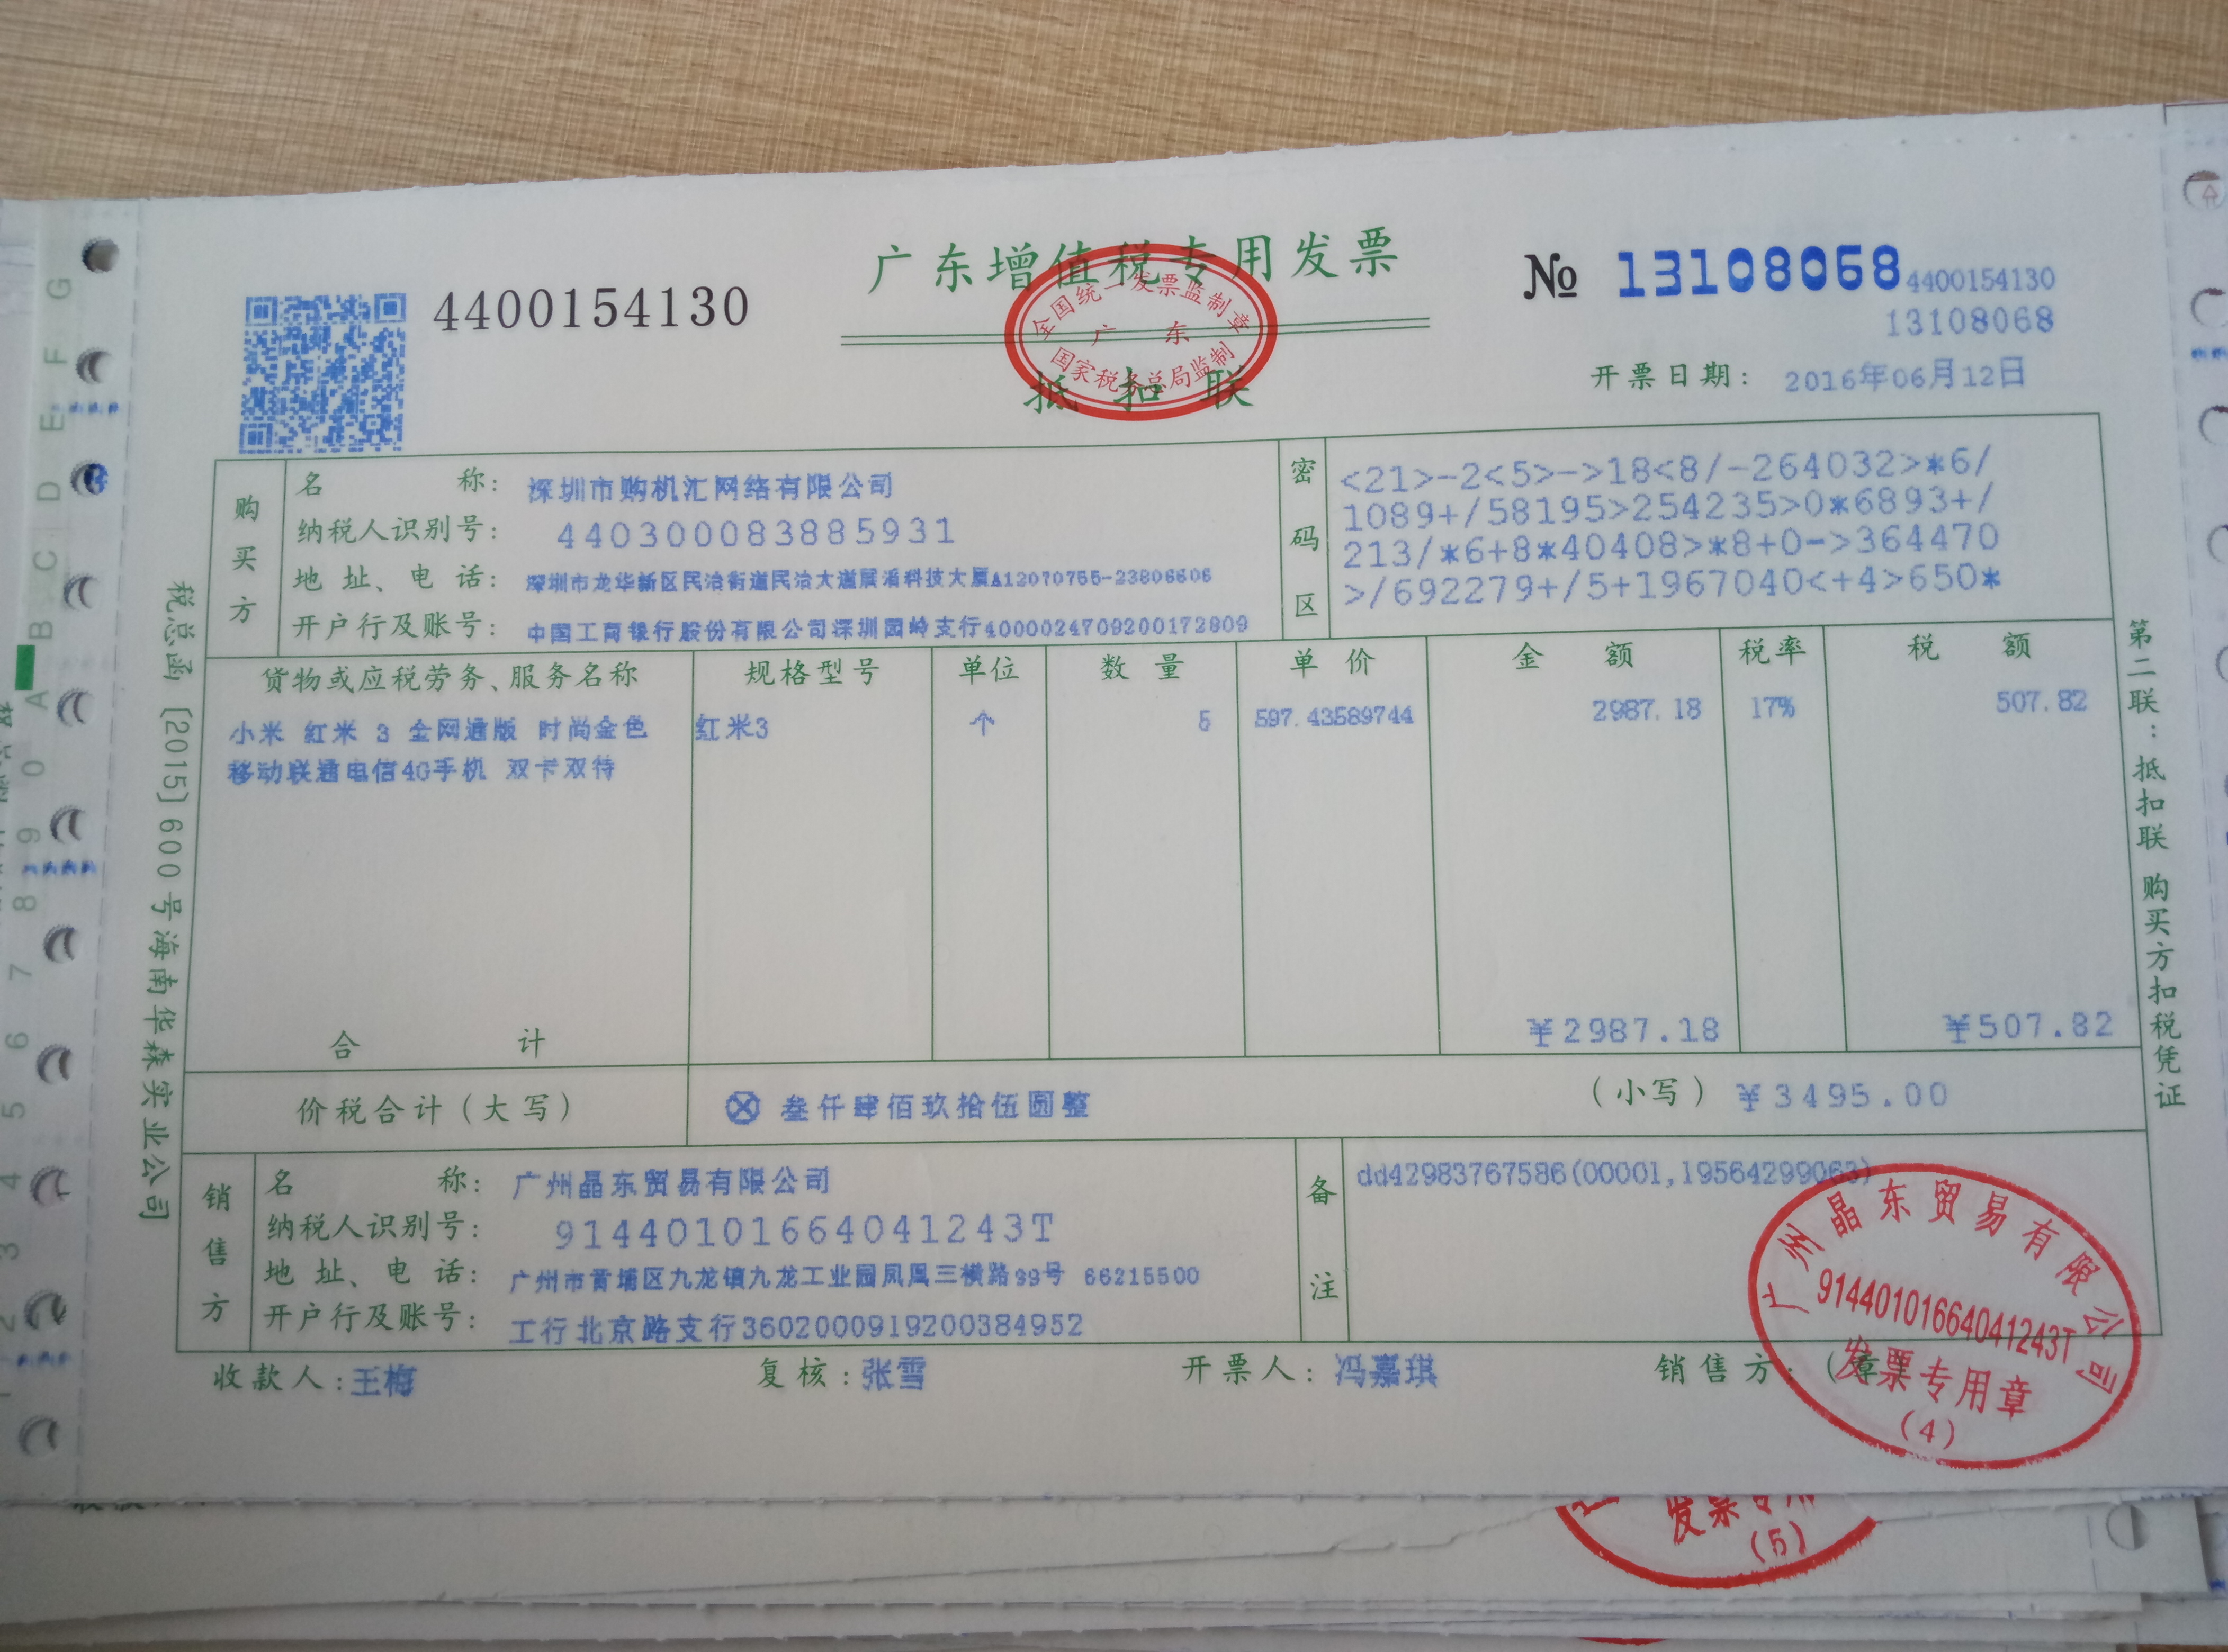 广东增值税专用发票
4400154130
№ 13108068
4400154130
13108068
全国统一发票监制章
广 东
国家税务总局监制
抵 扣 联
开票日期: 2016年06月12日
购买方
名 称: 深圳市购机汇网络有限公司
纳税人识别号: 440300083885931
地 址、电 话: 深圳市龙华新区民治街道民治大道展滔科技大厦A12070755-23806606
开户行及账号: 中国工商银行股份有限公司深圳园岭支行4000024709200172809
密码区
<21>-2<5>->18<8/-264032>*6/
1089+/58195>254235>0*6893+/
213/*6+8*40408>*8+0->364470
>/692279+/5+1967040<+4>650*
货物或应税劳务、服务名称 规格型号 单位 数 量 单 价 金 额 税率 税 额
小米 红米 3 全网通版 时尚金色 红米3 个 5 597.43589744 2987.18 17% 507.82
移动联通电信4G手机 双卡双待
合 计 ¥2987.18 ¥507.82
价税合计(大写) ⊗ 叁仟肆佰玖拾伍圆整 (小写) ¥3495.00
销售方
名 称: 广州晶东贸易有限公司
纳税人识别号: 91440101664041243T
地 址、电 话: 广州市黄埔区九龙镇九龙工业园凤凰三横路99号 66215500
开户行及账号: 工行北京路支行3602000919200384952
备注
dd42983767586(00001,19564299063)
收款人: 王梅 复核: 张雪 开票人: 冯嘉琪 销售方: (章)
广州晶东贸易有限公司
91440101664041243T
发票专用章
(4)
税总函〔2015〕600号海南华森实业公司
第二联:抵扣联 购买方扣税凭证
G F E D C B A 0 9 8 7 6 5 4 3 2 1
发票专用
(5)